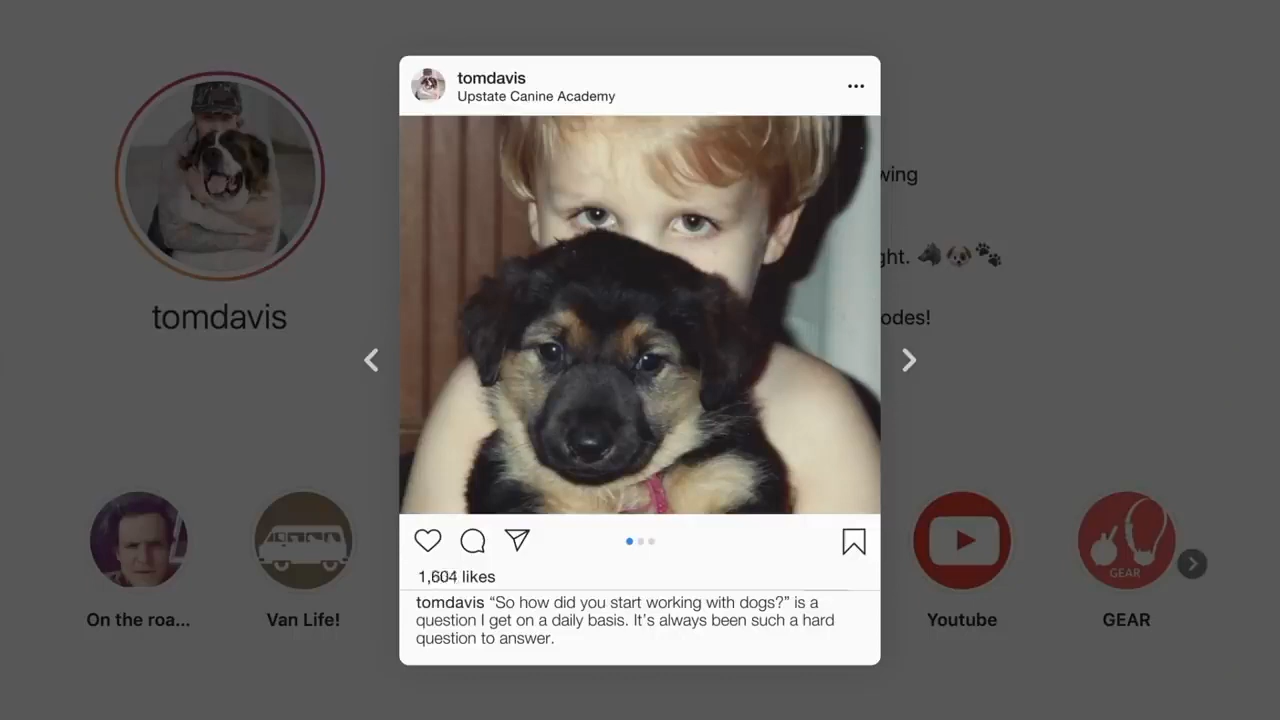 tomdavis
Upstate Canine Academy
wing
ght.
odes!
tomdavis
1,604 likes
tomdavis “So how did you start working with dogs?” is a
question I get on a daily basis. It’s always been such a hard
question to answer.
GEAR
On the roa...
Van Life!
Youtube
GEAR